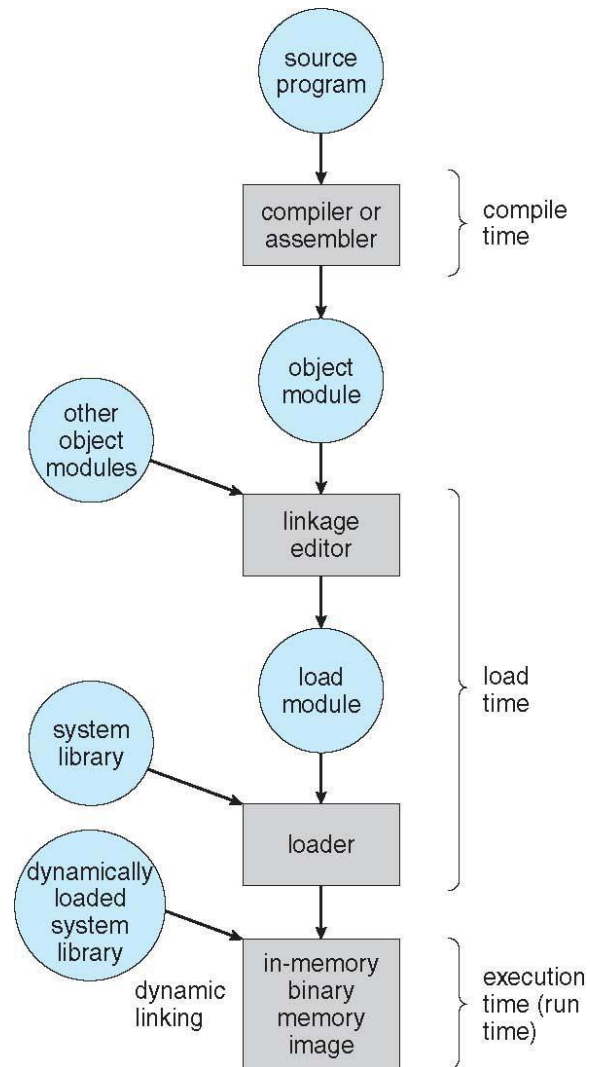 source
program
compiler or
assembler
compile
time
object
module
other
object
modules
linkage
editor
load
module
load
time
system
library
loader
dynamically
loaded
system
library
dynamic
linking
in-memory
binary
memory
image
execution
time (run
time)